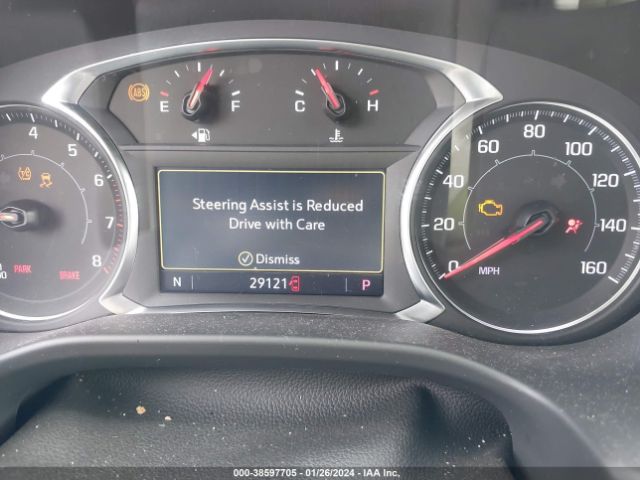 ABS
E F
C H
4 5 6 7 8
PARK BRAKE
Steering Assist is Reduced
Drive with Care
Dismiss
N 29121 P
0 20 40 60 80 100 120 140 160
MPH
000-38597705 - 01/26/2024 - IAA Inc.